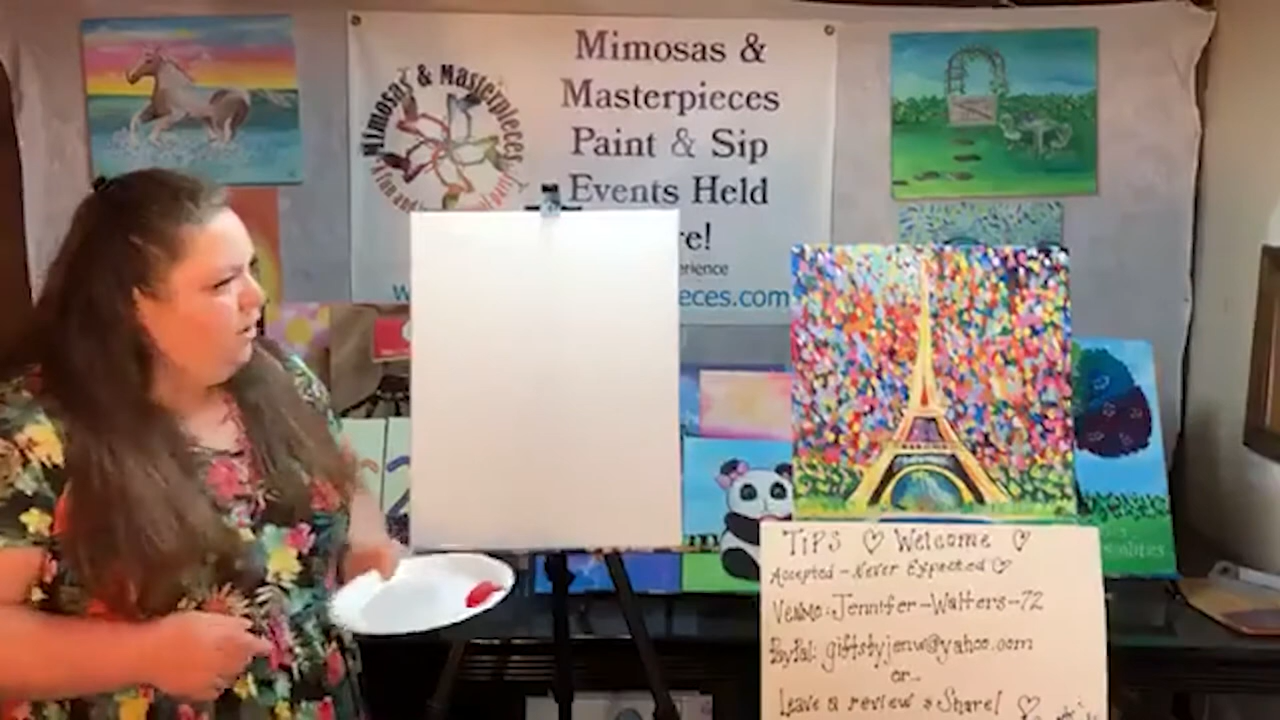 Mimosas & Masterpieces
Mimosas &
Masterpieces
Paint & Sip
Events Held
re!
erience
W
eces.com
TiPS ♡ Welcome ♡
Accepted - Never Expected ♡
Venmo: Jennifer-Walters-72
PayPal: giftsbyjenw@yahoo.com
or...
Leave a review & Share! ♡